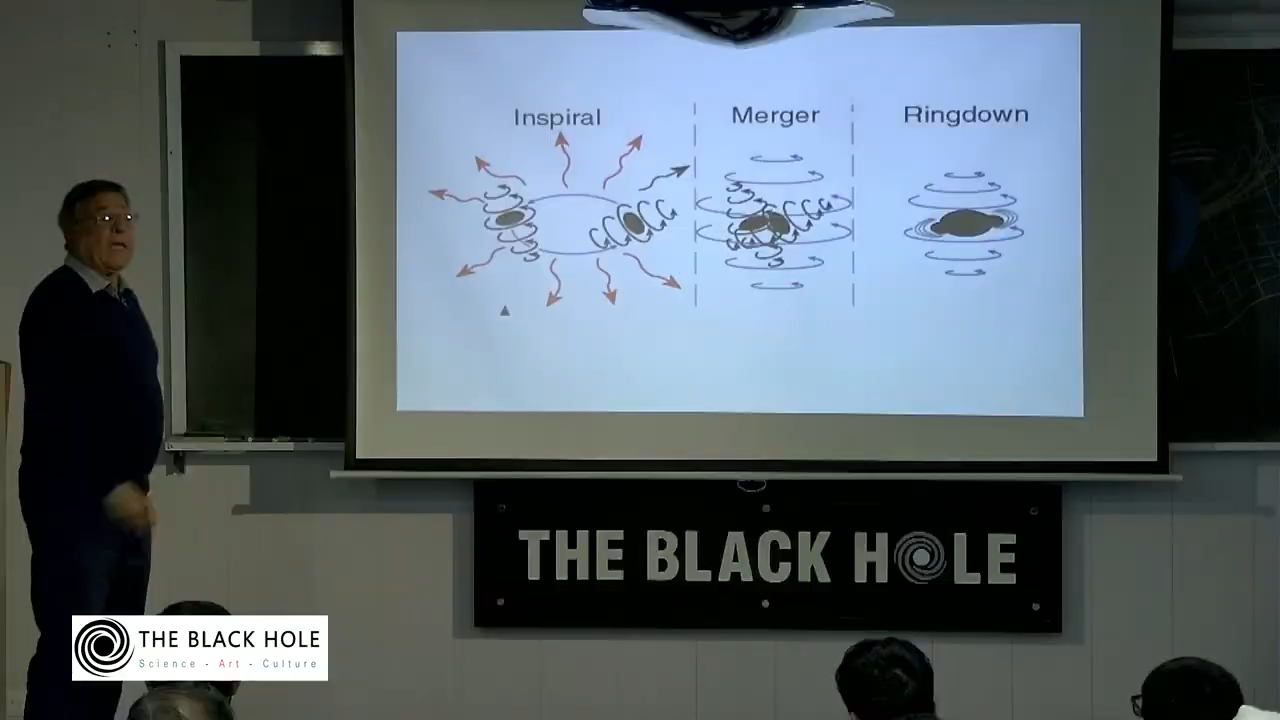 Inspiral
Merger
Ringdown
THE BLACK HOLE
THE BLACK HOLE
Science - Art - Culture